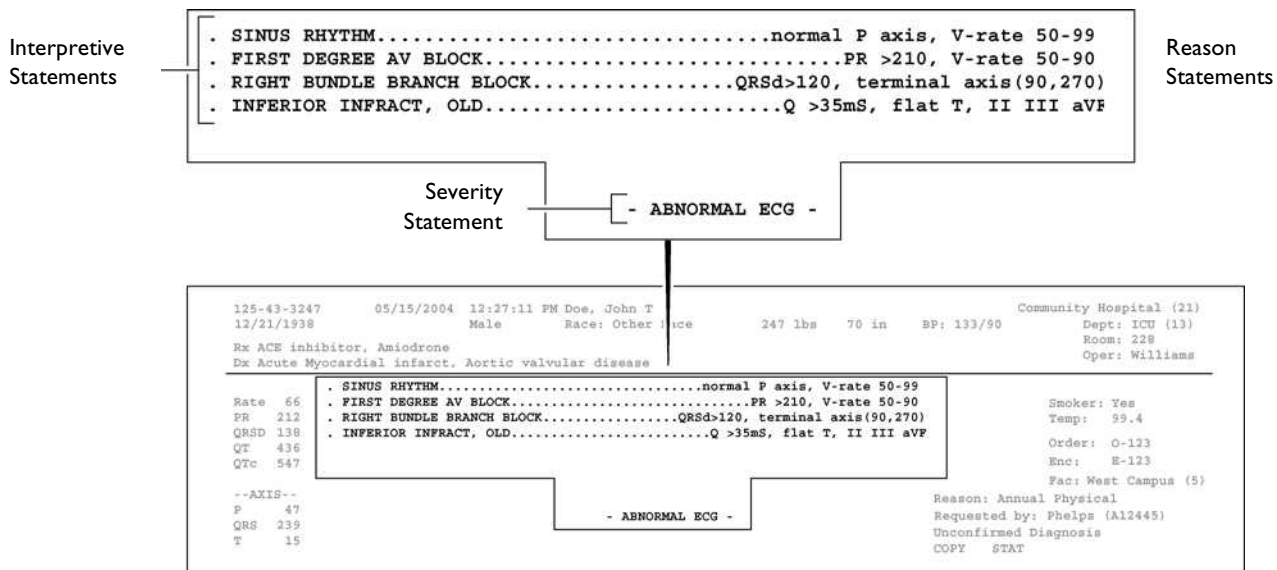 Interpretive
Statements
. SINUS RHYTHM..................................normal P axis, V-rate 50-99
. FIRST DEGREE AV BLOCK...............................PR >210, V-rate 50-90
. RIGHT BUNDLE BRANCH BLOCK.................QRSd>120, terminal axis(90,270)
. INFERIOR INFRACT, OLD.........................Q >35mS, flat T, II III aVF
Reason
Statements
Severity
Statement
- ABNORMAL ECG -
125-43-3247 05/15/2004 12:27:11 PM Doe, John T Community Hospital (21)
12/21/1938 Male Race: Other 247 lbs 70 in BP: 133/90 Dept: ICU (13)
Room: 228
Rx ACE inhibitor, Amiodrone Oper: Williams
Dx Acute Myocardial infarct, Aortic valvular disease
. SINUS RHYTHM..................................normal P axis, V-rate 50-99
. FIRST DEGREE AV BLOCK...............................PR >210, V-rate 50-90
. RIGHT BUNDLE BRANCH BLOCK.................QRSd>120, terminal axis(90,270)
. INFERIOR INFRACT, OLD.........................Q >35mS, flat T, II III aVF
- ABNORMAL ECG -
Rate 66
PR 212
QRSD 138
QT 436
QTc 547
--AXIS--
P 47
QRS 239
T 15
Smoker: Yes
Temp: 99.4
Order: O-123
Enc: E-123
Fac: West Campus (5)
Reason: Annual Physical
Requested by: Phelps (A12445)
Unconfirmed Diagnosis
COPY STAT